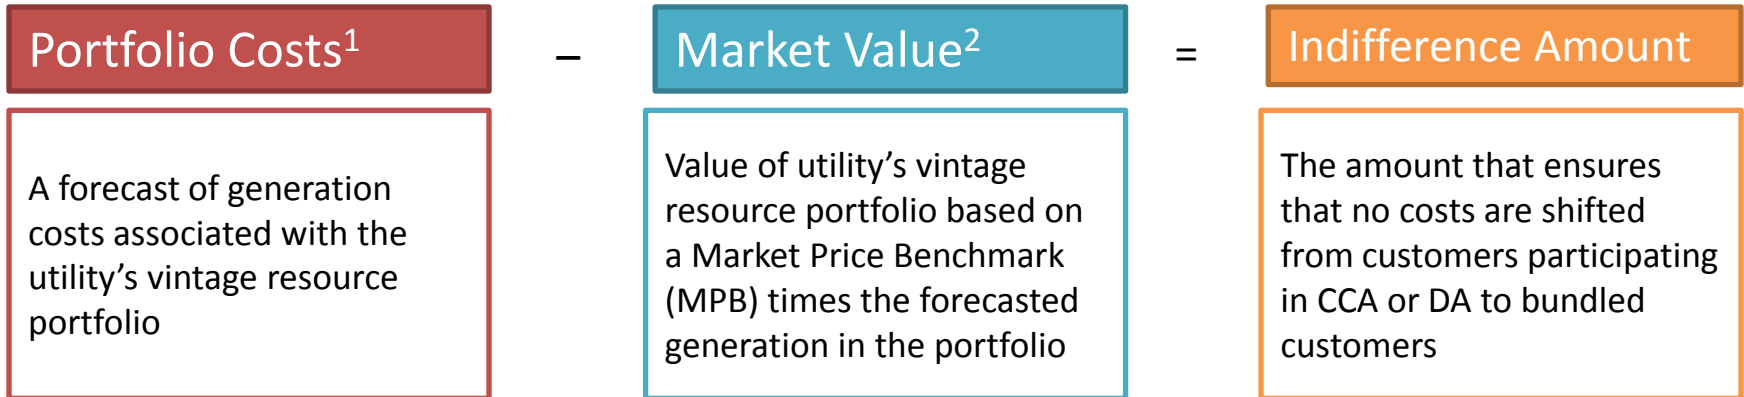 Portfolio Costs¹ – Market Value² = Indifference Amount
A forecast of generation
costs associated with the
utility’s vintage resource
portfolio
Value of utility’s vintage
resource portfolio based on
a Market Price Benchmark
(MPB) times the forecasted
generation in the portfolio
The amount that ensures
that no costs are shifted
from customers participating
in CCA or DA to bundled
customers